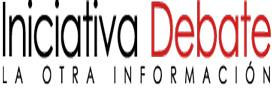 Iniciativa Debate
LA OTRA INFORMACIÓN